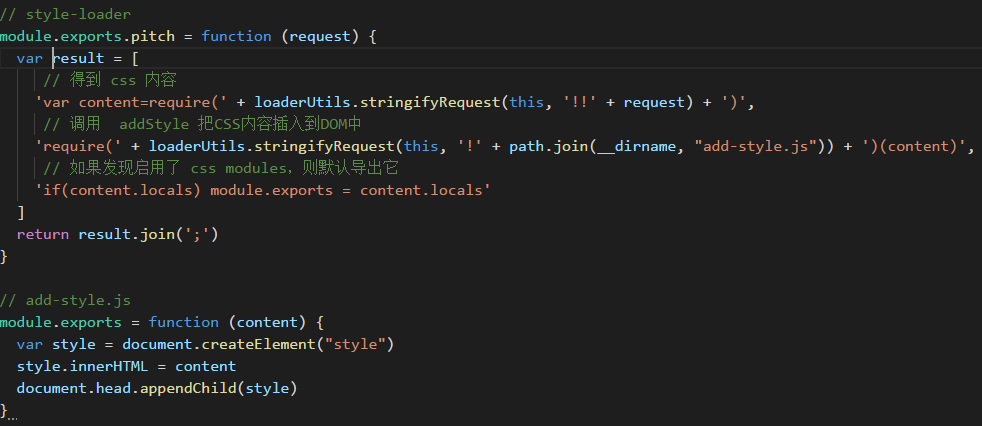 // style-loader
module.exports.pitch = function (request) {
  var result = [
    // 得到 css 内容
    'var content=require(' + loaderUtils.stringifyRequest(this, '!!' + request) + ')',
    // 调用  addStyle 把CSS内容插入到DOM中
    'require(' + loaderUtils.stringifyRequest(this, '!' + path.join(__dirname, "add-style.js")) + ')(content)',
    // 如果发现启用了 css modules，则默认导出它
    'if(content.locals) module.exports = content.locals'
  ]
  return result.join(';')
}
// add-style.js
module.exports = function (content) {
  var style = document.createElement("style")
  style.innerHTML = content
  document.head.appendChild(style)
}